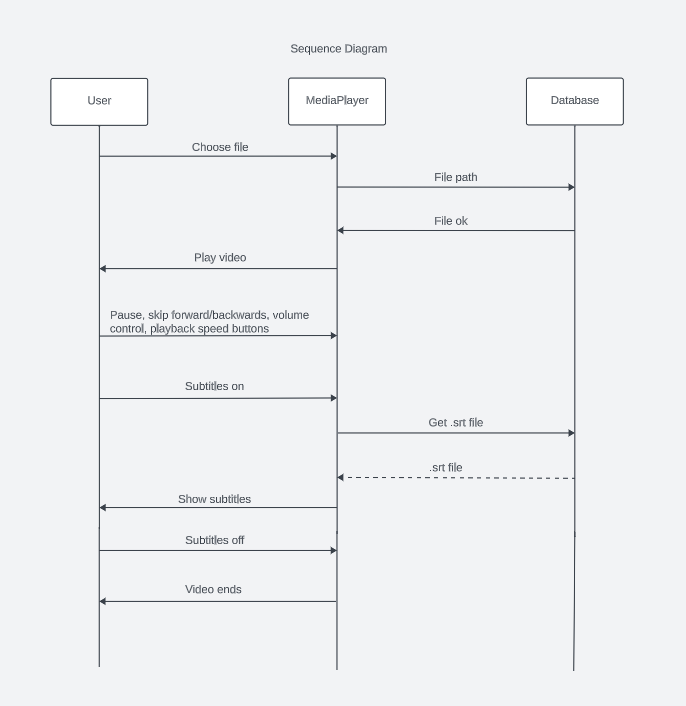 Sequence Diagram
User
MediaPlayer
Database
Choose file
File path
File ok
Play video
Pause, skip forward/backwards, volume
control, playback speed buttons
Subtitles on
Get .srt file
.srt file
Show subtitles
Subtitles off
Video ends